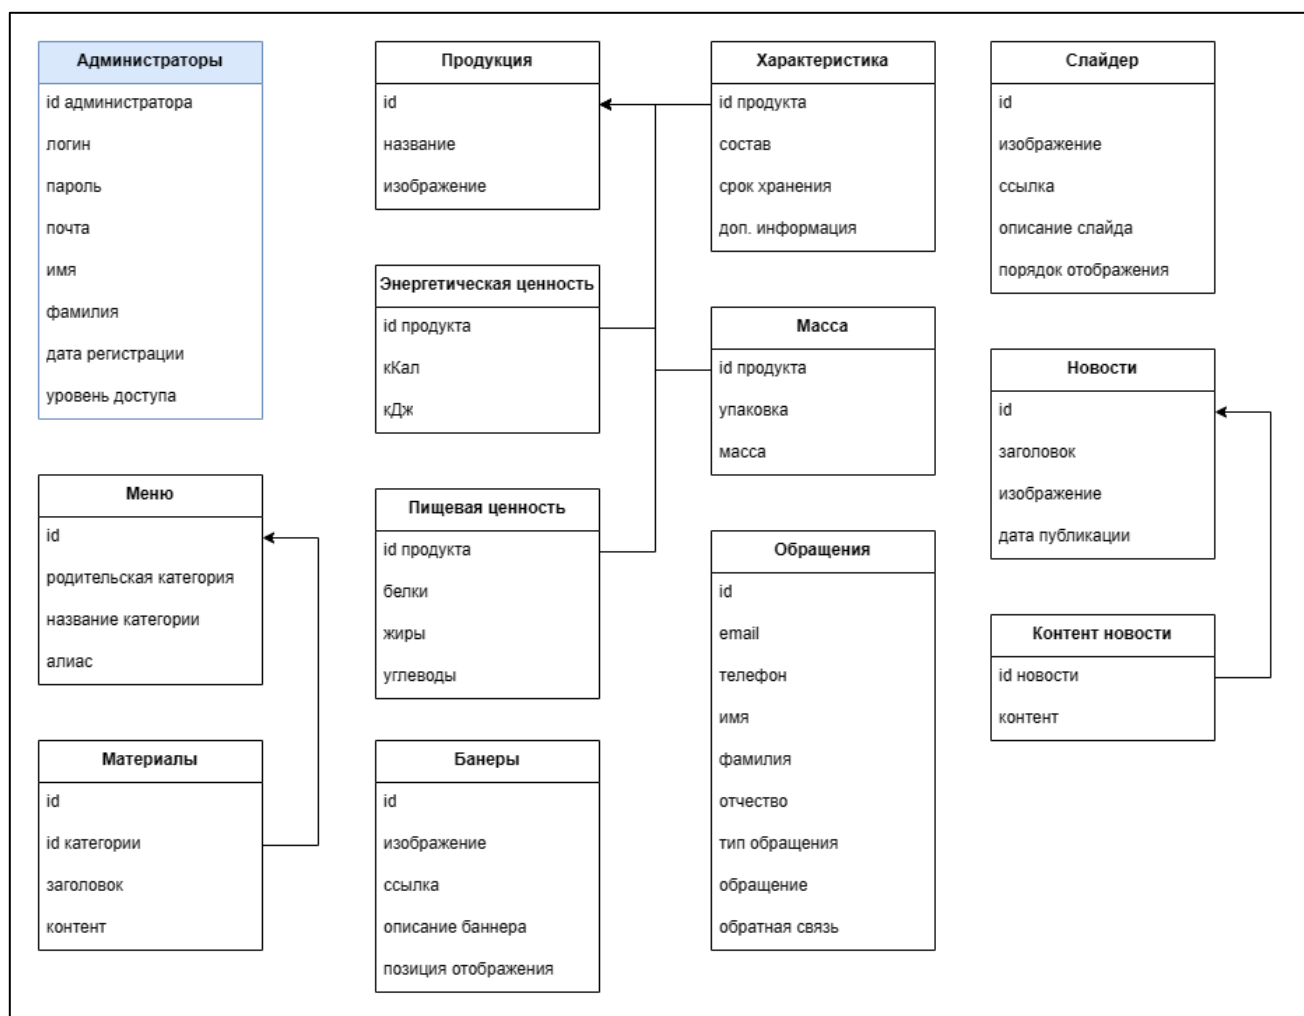 Администраторы
id администратора
логин
пароль
почта
имя
фамилия
дата регистрации
уровень доступа
Меню
id
родительская категория
название категории
алиас
Материалы
id
id категории
заголовок
контент
Продукция
id
название
изображение
Энергетическая ценность
id продукта
кКал
кДж
Пищевая ценность
id продукта
белки
жиры
углеводы
Банеры
id
изображение
ссылка
описание баннера
позиция отображения
Характеристика
id продукта
состав
срок хранения
доп. информация
Масса
id продукта
упаковка
масса
Обращения
id
email
телефон
имя
фамилия
отчество
тип обращения
обращение
обратная связь
Слайдер
id
изображение
ссылка
описание слайда
порядок отображения
Новости
id
заголовок
изображение
дата публикации
Контент новости
id новости
контент